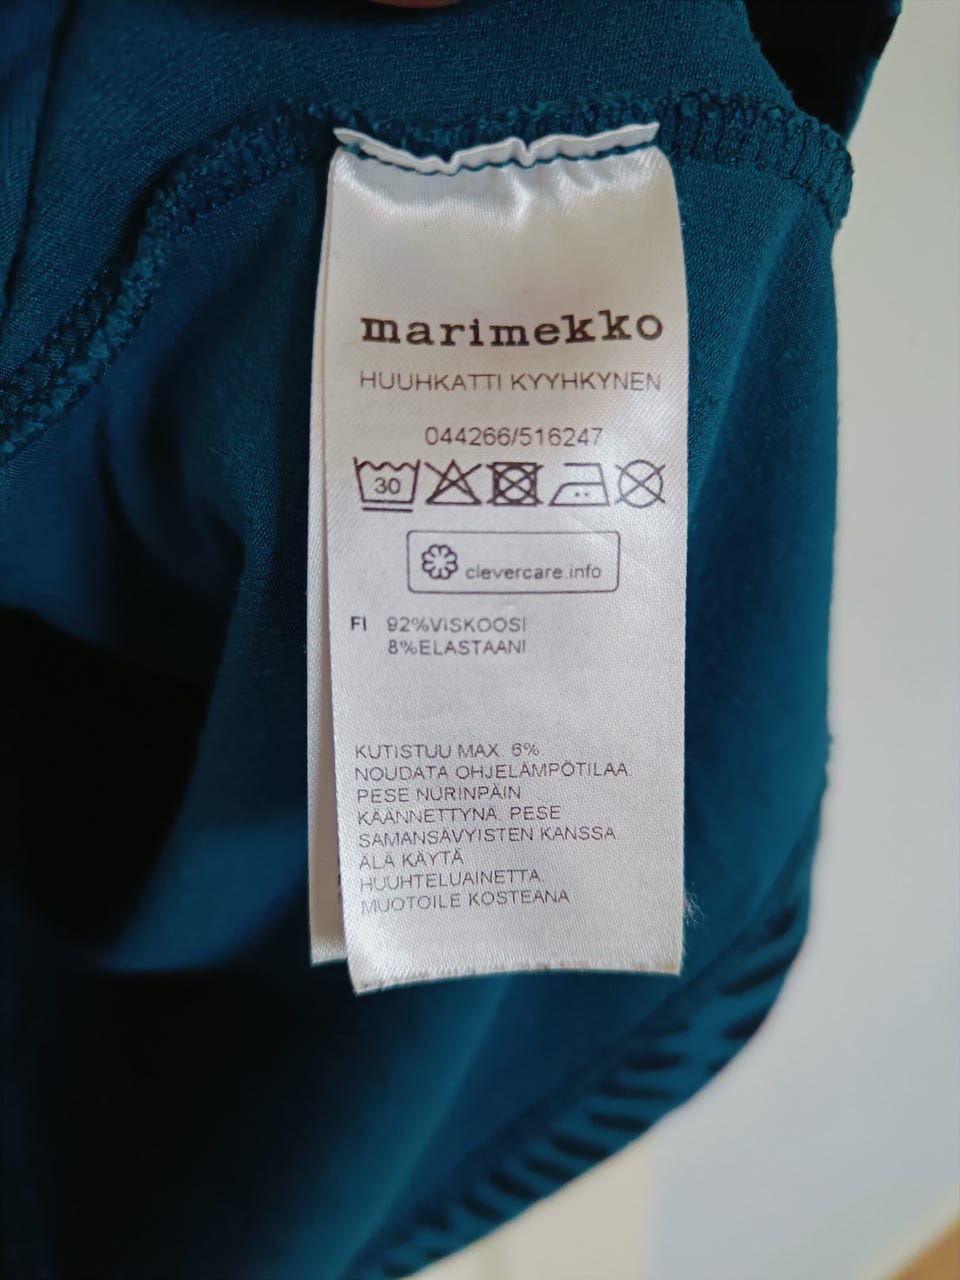 marimekko
HUUHKATTI KYYHKYNEN
044266/516247
30
clevercare.info
FI 92%VISKOOSI
8%ELASTAANI
KUTISTUU MAX. 6%.
NOUDATA OHJELÄMPÖTILAA.
PESE NURINPÄIN
KÄÄNNETTYNÄ. PESE
SAMANSÄVYISTEN KANSSA.
ÄLÄ KÄYTÄ
HUUHTELUAINETTA.
MUOTOILE KOSTEANA